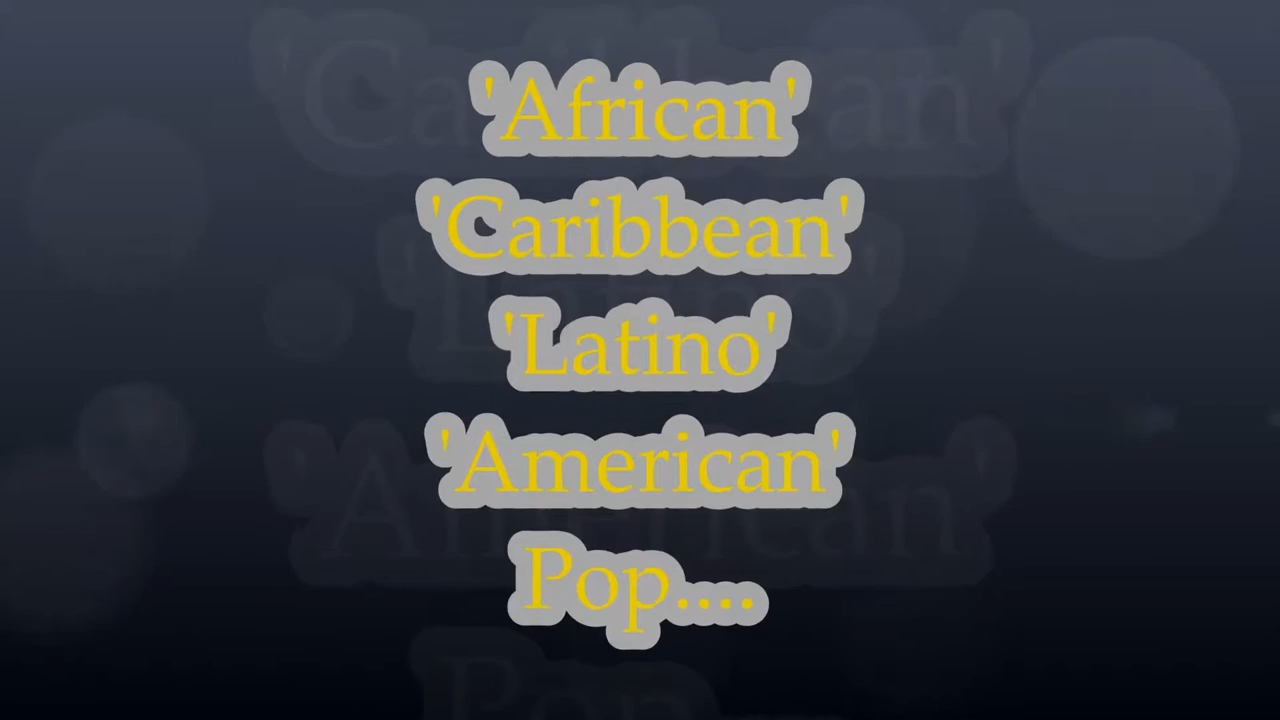 'African'
'Caribbean'
'Latino'
'American'
Pop....